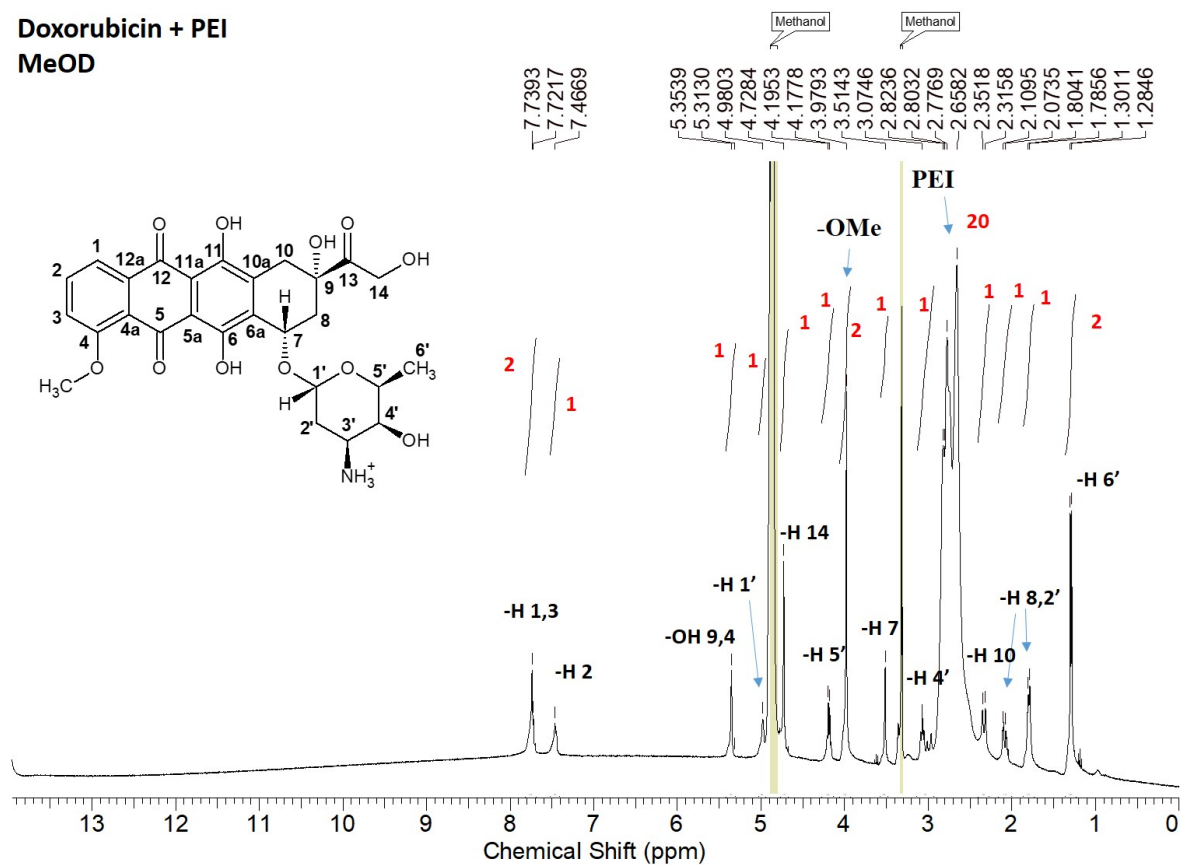 Doxorubicin + PEI
MeOD
Methanol
Methanol
7.7393
7.7217
7.4669
5.3539
5.3130
4.9803
4.7284
4.1953
4.1778
3.9793
3.5143
3.0746
2.8236
2.8032
2.7769
2.6582
2.3518
2.3158
2.1095
2.0735
1.8041
1.7856
1.3011
1.2846
PEI
20
-OMe
O OH OH O
1 12a 11a 11 10 OH
2 12 10a 9 13 OH
H 14
3 4a 5 5a 6a 8
4 6 7
O O OH O 6'
H3C 1' O 5' CH3
H 4'
2' 3' OH
NH3+
2
1
1
1
1
1
2
1
1
1
1
1
2
-H 1,3
-H 2
-OH 9,4
-H 1’
-H 14
-H 5’
-H 7
-H 4’
-H 10
-H 8,2’
-H 6’
13 12 11 10 9 8 7 6 5 4 3 2 1 0
Chemical Shift (ppm)